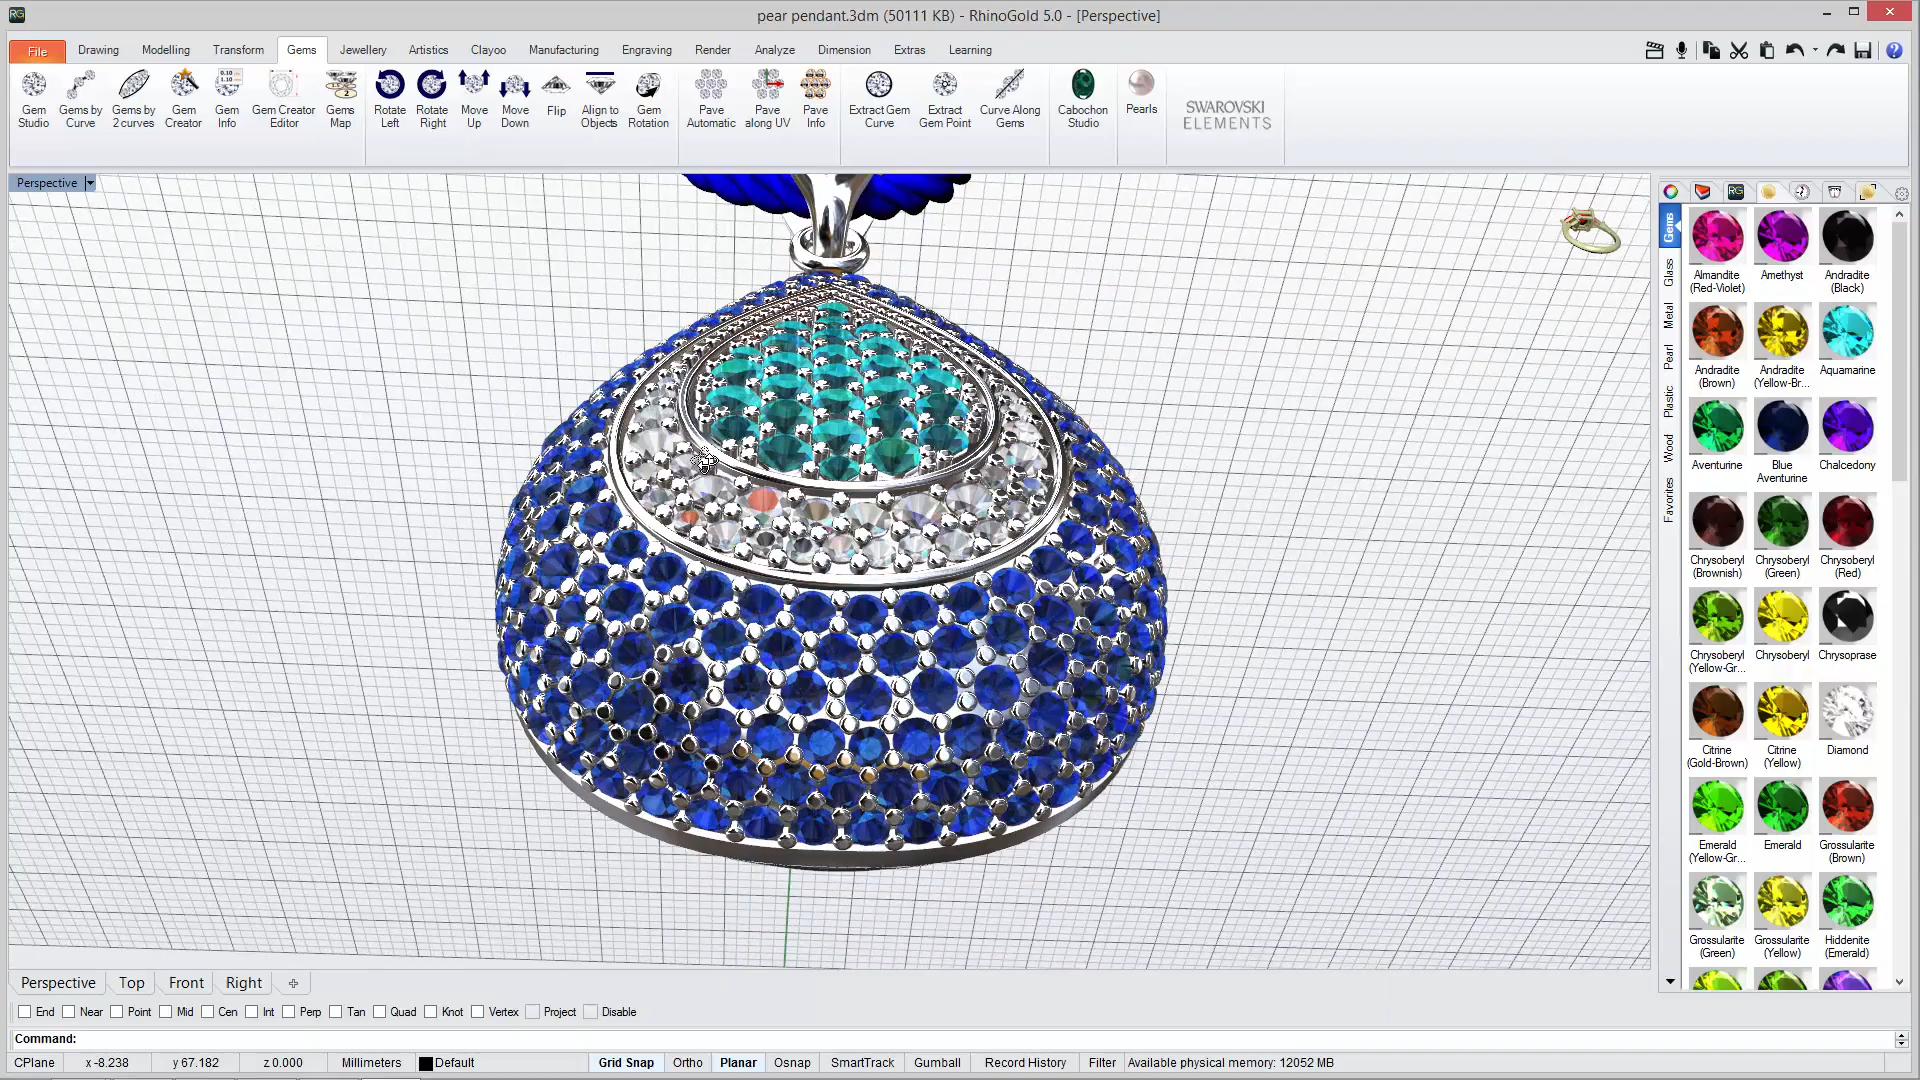 pear pendant.3dm (50111 KB) - RhinoGold 5.0 - [Perspective]
File Drawing Modelling Transform Gems Jewellery Artistics Clayoo Manufacturing Engraving Render Analyze Dimension Extras Learning
Gem Studio
Gems by Curve
Gems by 2 curves
Gem Creator
Gem Info
Gem Creator Editor
Gems Map
Rotate Left
Rotate Right
Move Up
Move Down
Flip
Align to Objects
Gem Rotation
Pave Automatic
Pave along UV
Pave Info
Extract Gem Curve
Extract Gem Point
Curve Along Gems
Cabochon Studio
Pearls
SWAROVSKI
ELEMENTS
Perspective
RG
Gems
Glass
Metal
Pearl
Plastic
Wood
Favorites
Almandite (Red-Violet)
Amethyst
Andradite (Black)
Andradite (Brown)
Andradite (Yellow-Br...
Aquamarine
Aventurine
Blue Aventurine
Chalcedony
Chrysoberyl (Brownish)
Chrysoberyl (Green)
Chrysoberyl (Red)
Chrysoberyl (Yellow-Gr...
Chrysoberyl
Chrysoprase
Citrine (Gold-Brown)
Citrine (Yellow)
Diamond
Emerald (Yellow-Gr...
Emerald
Grossularite (Brown)
Grossularite (Green)
Grossularite (Yellow)
Hiddenite (Emerald)
Perspective Top Front Right
End Near Point Mid Cen Int Perp Tan Quad Knot Vertex Project Disable
Command:
CPlane x -8.238 y 67.182 z 0.000 Millimeters Default Grid Snap Ortho Planar Osnap SmartTrack Gumball Record History Filter Available physical memory: 12052 MB